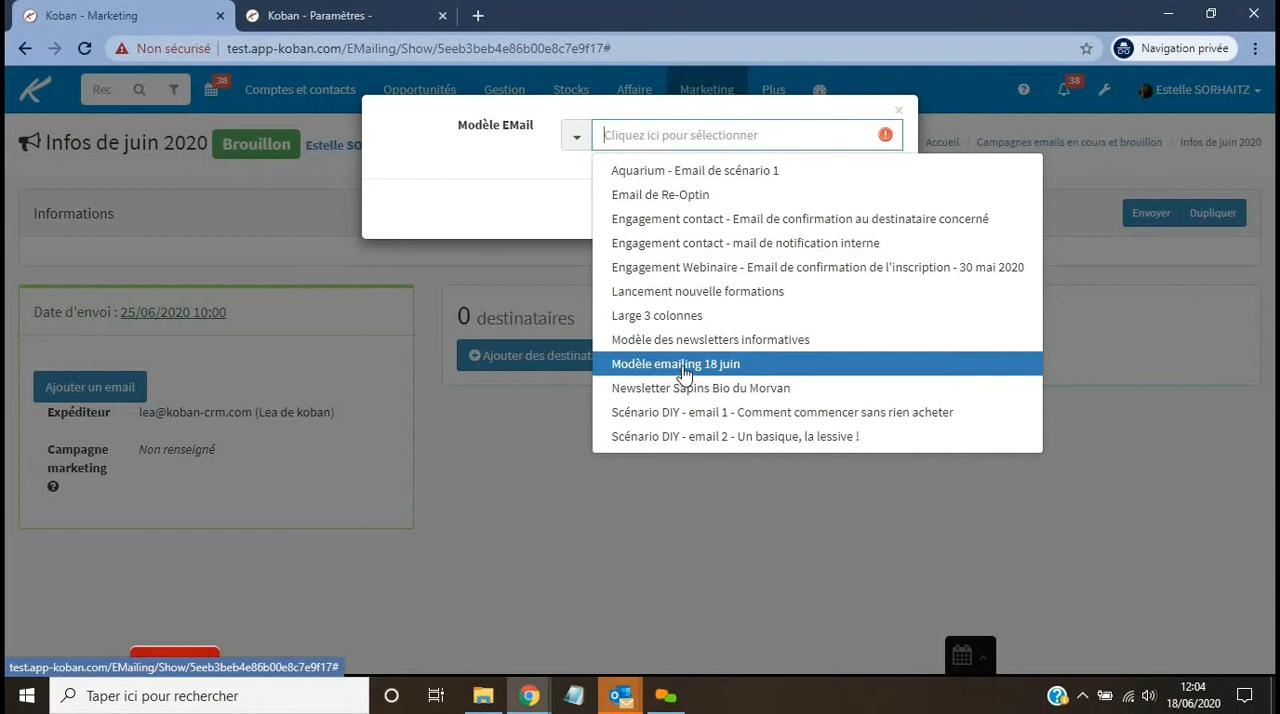 Koban - Marketing
Koban - Paramètres -
Non sécurisé
test.app-koban.com/EMailing/Show/5eeb3beb4e86b00e8c7e9f17#
Navigation privée
Rec
38
Comptes et contacts
Opportunités
Gestion
Stocks
Affaire
Marketing
Plus
38
Estelle SORHAITZ
Infos de juin 2020
Brouillon
Estelle SO
Accueil / Campagnes emails en cours et brouillon / Infos de juin 2020
Modèle EMail
Cliquez ici pour sélectionner
Aquarium - Email de scénario 1
Email de Re-Optin
Engagement contact - Email de confirmation au destinataire concerné
Engagement contact - mail de notification interne
Engagement Webinaire - Email de confirmation de l'inscription - 30 mai 2020
Lancement nouvelle formations
Large 3 colonnes
Modèle des newsletters informatives
Modèle emailing 18 juin
Newsletter Sapins Bio du Morvan
Scénario DIY - email 1 - Comment commencer sans rien acheter
Scénario DIY - email 2 - Un basique, la lessive !
Informations
Envoyer
Dupliquer
Date d'envoi : 25/06/2020 10:00
0 destinataires
Ajouter des destinat
Ajouter un email
Expéditeur
lea@koban-crm.com (Lea de koban)
Campagne
marketing
Non renseigné
test.app-koban.com/EMailing/Show/5eeb3beb4e86b00e8c7e9f17#
Taper ici pour rechercher
12:04
18/06/2020